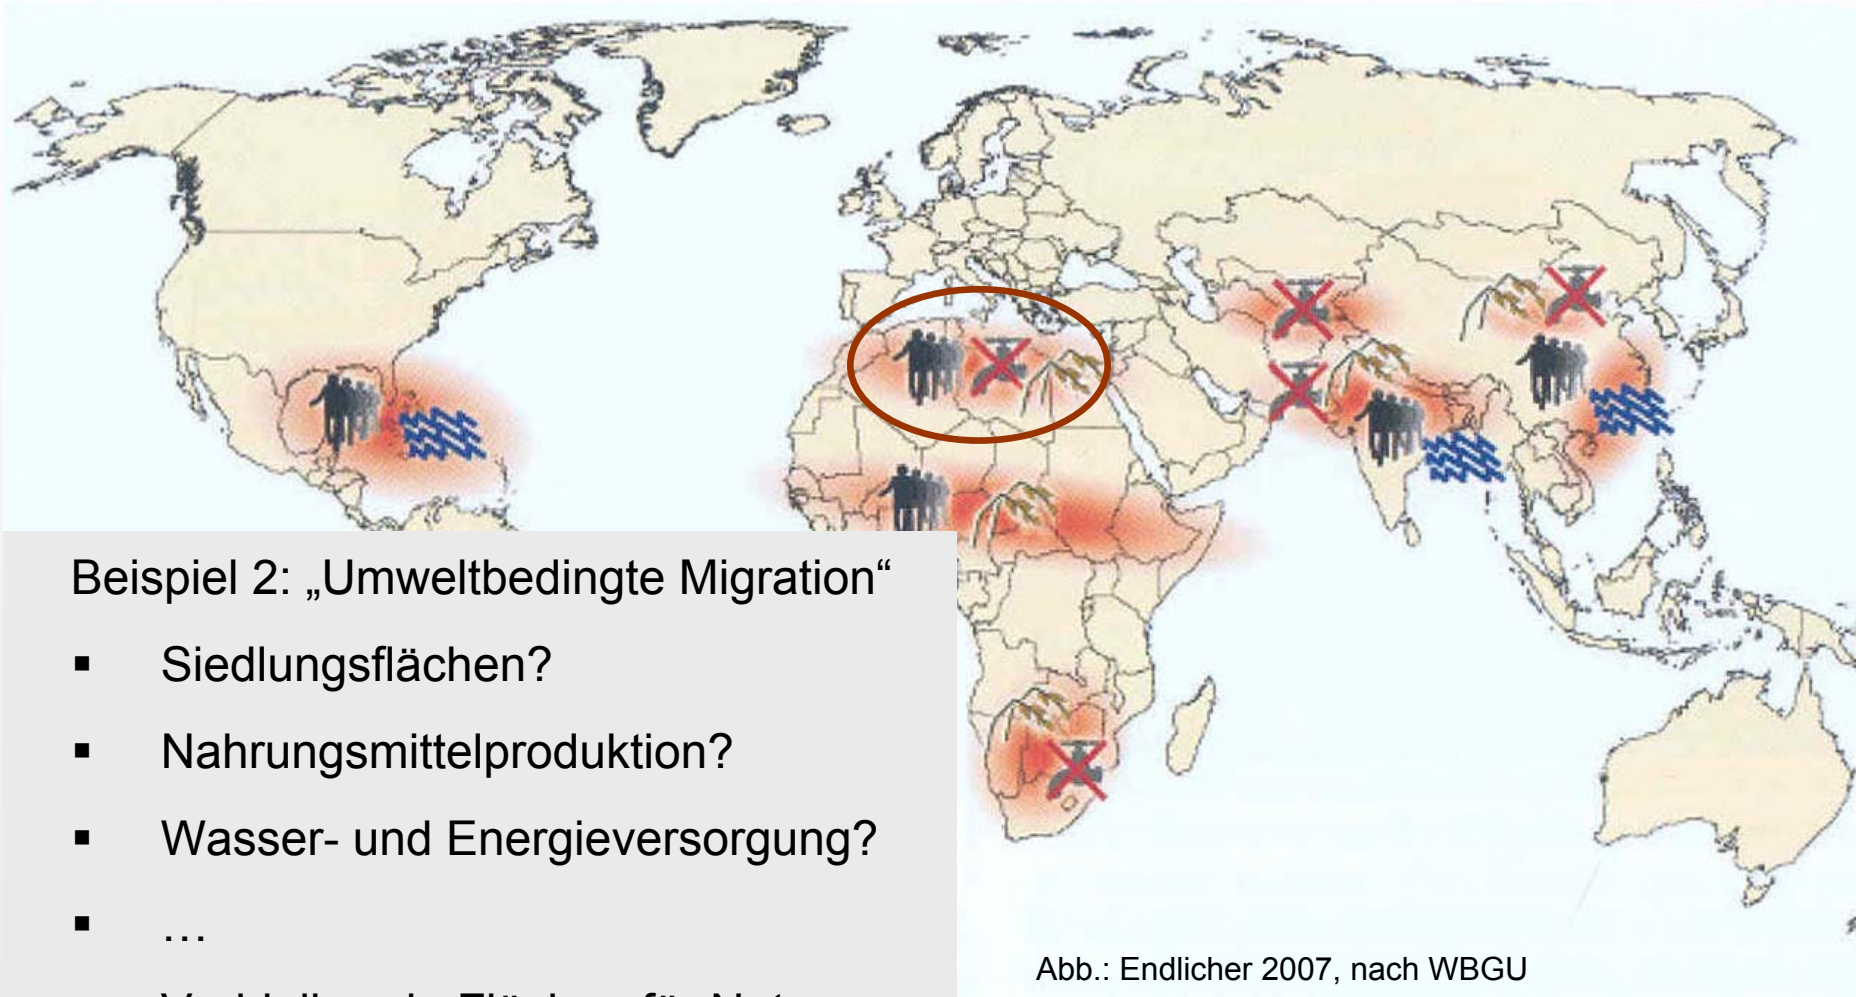 Beispiel 2: „Umweltbedingte Migration“
▪ Siedlungsflächen?
▪ Nahrungsmittelproduktion?
▪ Wasser- und Energieversorgung?
▪ …
Abb.: Endlicher 2007, nach WBGU